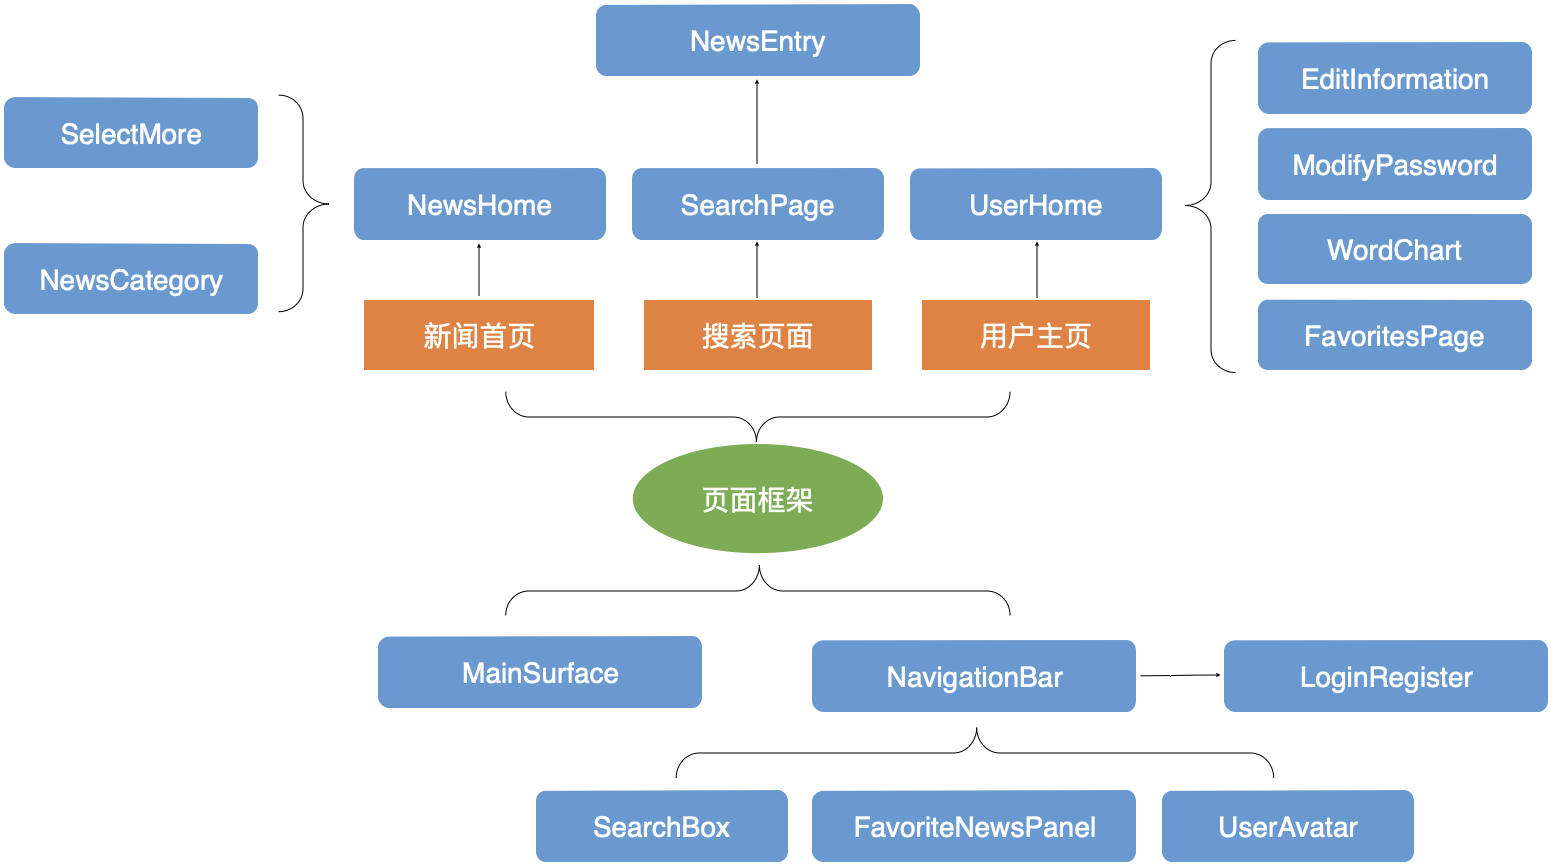 NewsEntry
EditInformation
SelectMore
ModifyPassword
NewsHome
SearchPage
UserHome
WordChart
NewsCategory
新闻首页
搜索页面
用户主页
FavoritesPage
页面框架
MainSurface
NavigationBar
LoginRegister
SearchBox
FavoriteNewsPanel
UserAvatar